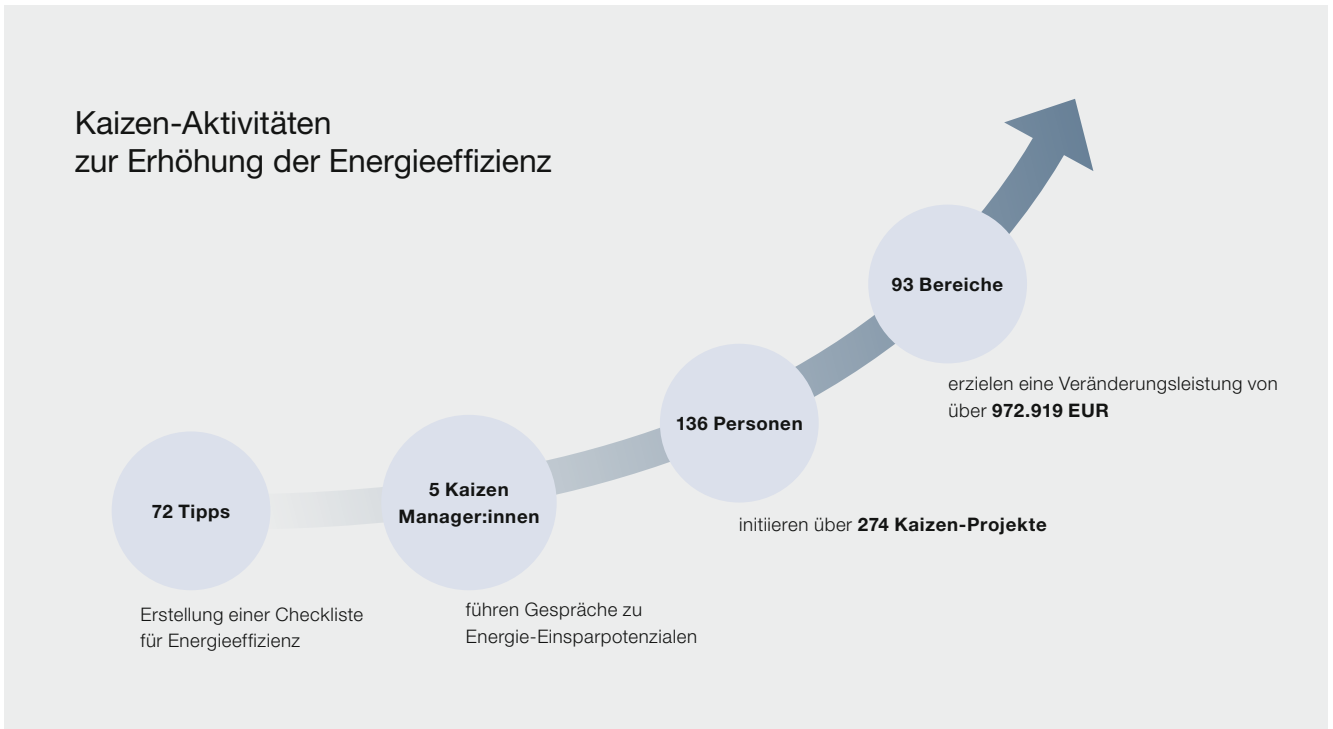 Kaizen-Aktivitäten
zur Erhöhung der Energieeffizienz
72 Tipps
Erstellung einer Checkliste
für Energieeffizienz
5 Kaizen
Manager:innen
führen Gespräche zu
Energie-Einsparpotenzialen
136 Personen
initiieren über 274 Kaizen-Projekte
93 Bereiche
erzielen eine Veränderungsleistung von
über 972.919 EUR